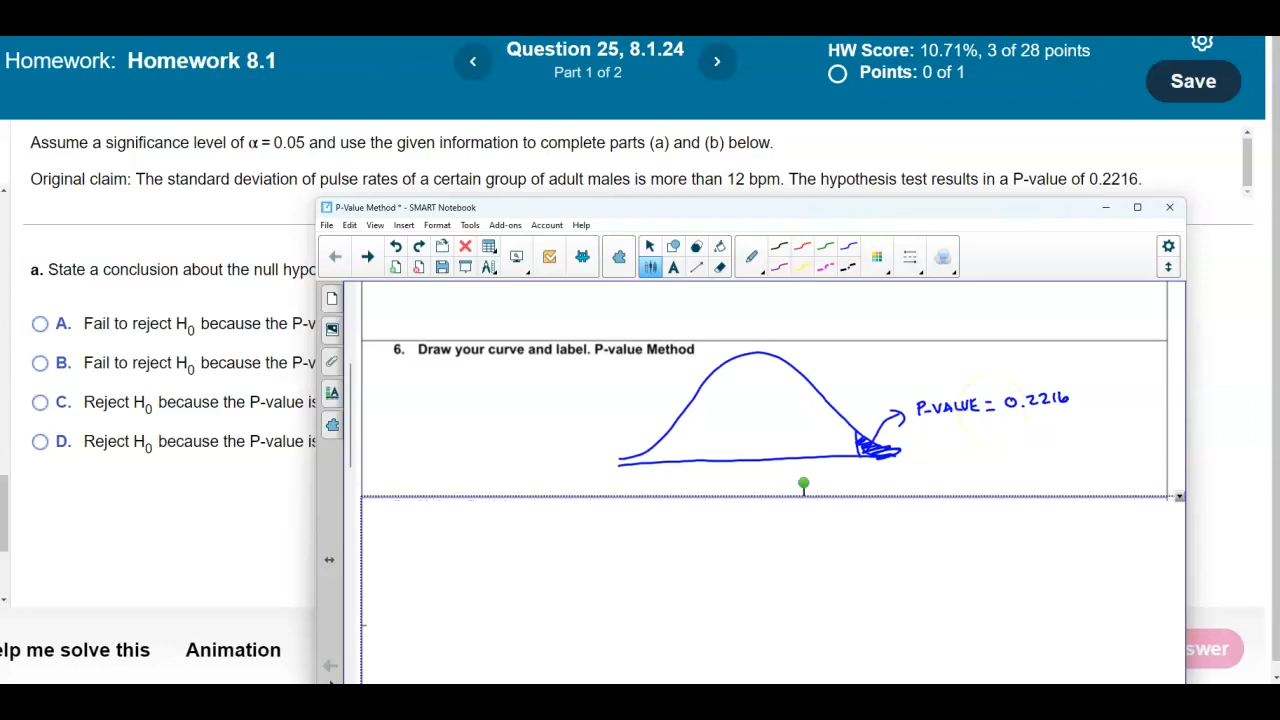 Homework: Homework 8.1
Question 25, 8.1.24
Part 1 of 2
HW Score: 10.71%, 3 of 28 points
Points: 0 of 1
Save
Assume a significance level of α = 0.05 and use the given information to complete parts (a) and (b) below.
Original claim: The standard deviation of pulse rates of a certain group of adult males is more than 12 bpm. The hypothesis test results in a P-value of 0.2216.
P-Value Method * - SMART Notebook
File Edit View Insert Format Tools Add-ons Account Help
a. State a conclusion about the null hypo
A. Fail to reject H0 because the P-v
B. Fail to reject H0 because the P-v
C. Reject H0 because the P-value is
D. Reject H0 because the P-value is
6. Draw your curve and label. P-value Method
P-VALUE = 0.2216
elp me solve this
Animation
swer